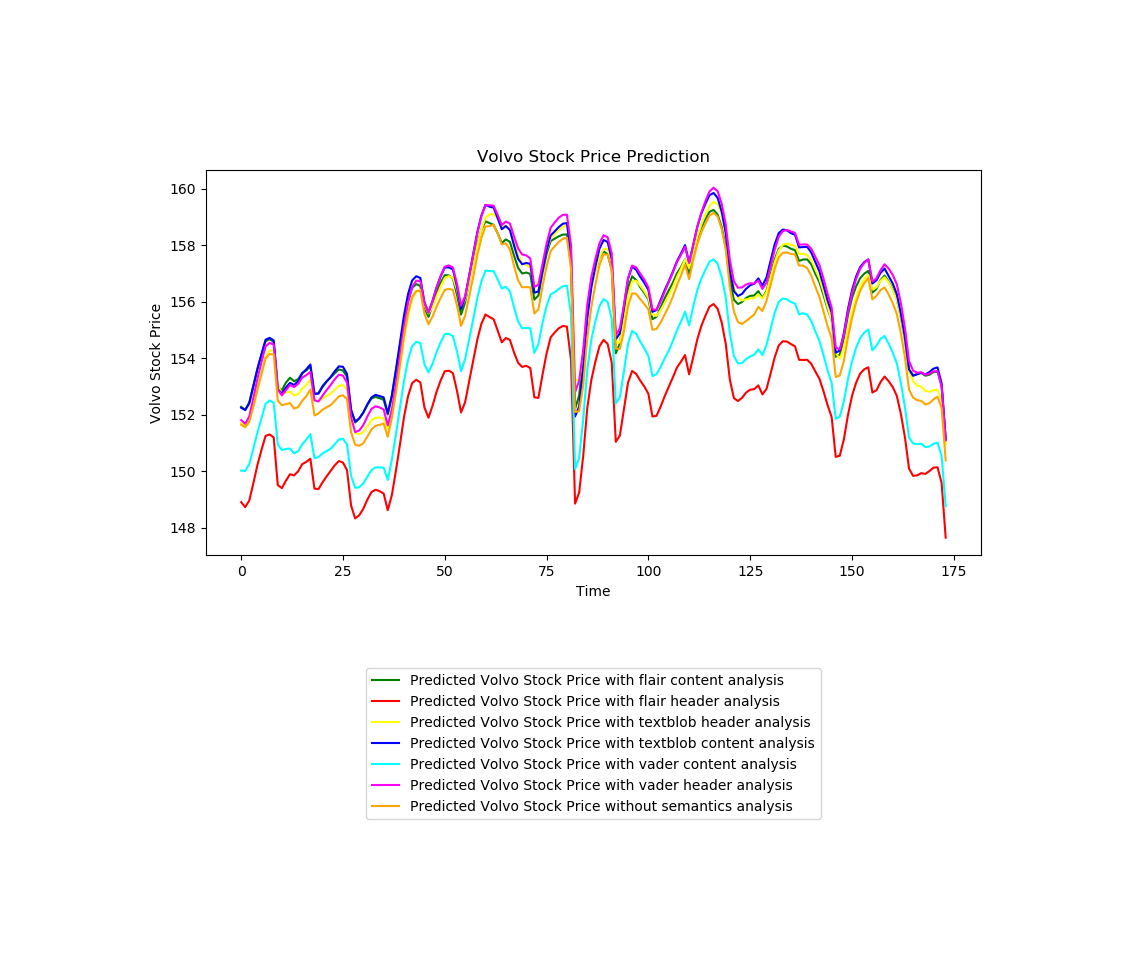 Volvo Stock Price Prediction
160
158
156
154
152
150
148
Volvo Stock Price
0 25 50 75 100 125 150 175
Time
Predicted Volvo Stock Price with flair content analysis
Predicted Volvo Stock Price with flair header analysis
Predicted Volvo Stock Price with textblob header analysis
Predicted Volvo Stock Price with textblob content analysis
Predicted Volvo Stock Price with vader content analysis
Predicted Volvo Stock Price with vader header analysis
Predicted Volvo Stock Price without semantics analysis